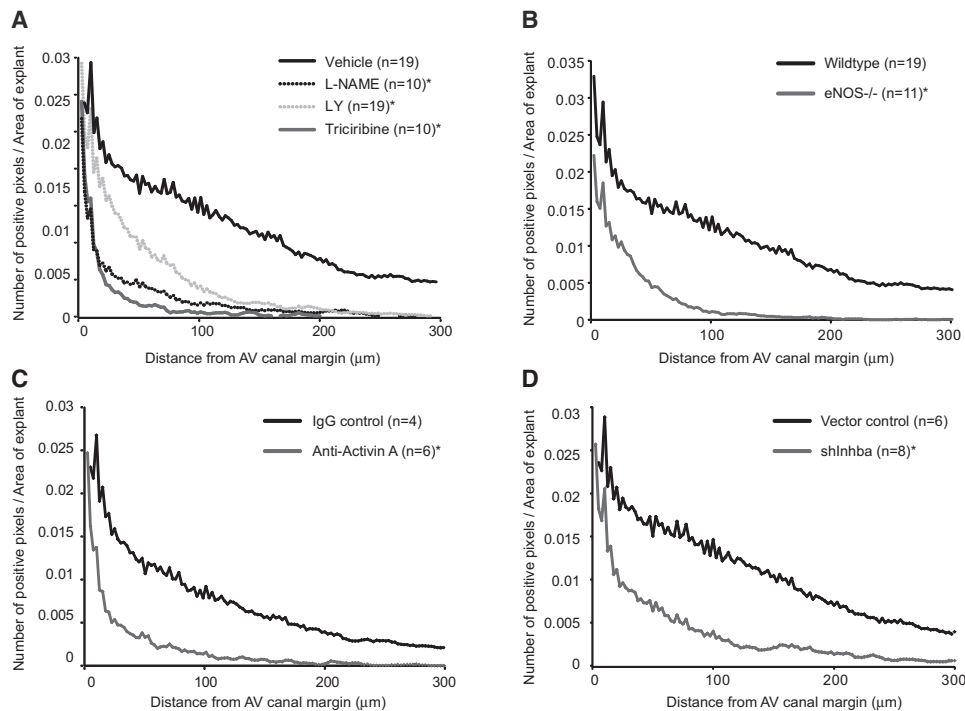 A
Number of positive pixels / Area of explant
0.03
0.025
0.02
0.015
0.01
0.005
0
Vehicle (n=19)
L-NAME (n=10)*
LY (n=19)*
Triciribine (n=10)*
0
100
200
300
Distance from AV canal margin (μm)
B
Number of positive pixels / Area of explant
0.035
0.03
0.025
0.02
0.015
0.01
0.005
0
Wildtype (n=19)
eNOS-/- (n=11)*
0
100
200
300
Distance from AV canal margin (μm)
C
Number of positive pixels / Area of explant
0.03
0.025
0.02
0.015
0.01
0.005
0
IgG control (n=4)
Anti-Activin A (n=6)*
0
100
200
300
Distance from AV canal margin (μm)
D
Number of positive pixels / Area of explant
0.03
0.025
0.02
0.015
0.01
0.005
0
Vector control (n=6)
shInhba (n=8)*
0
100
200
300
Distance from AV canal margin (μm)